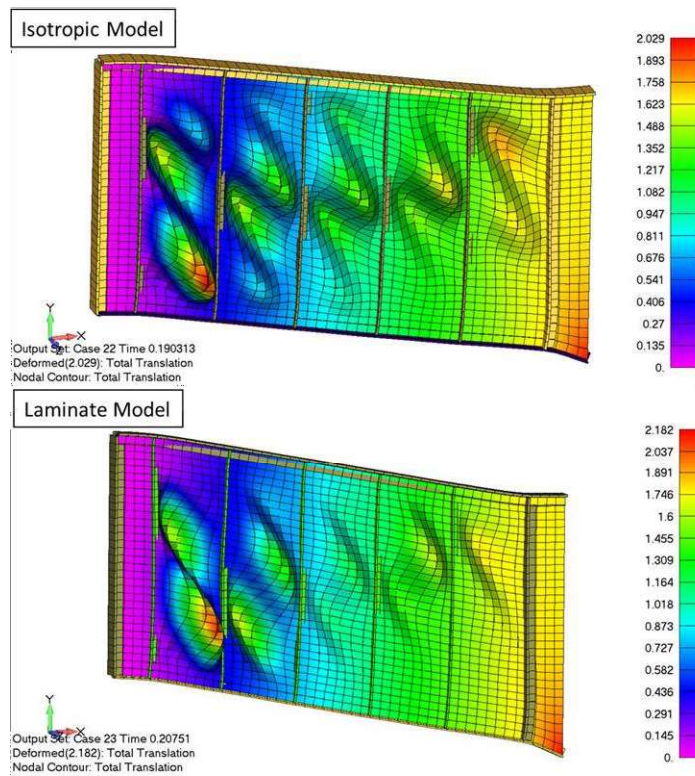 Isotropic Model
2.029
1.893
1.758
1.623
1.488
1.352
1.217
1.082
0.947
0.811
0.676
0.541
0.406
0.27
0.135
0.
Y
X
Z
Output Set: Case 22 Time 0.190313
Deformed(2.029): Total Translation
Nodal Contour: Total Translation
Laminate Model
2.182
2.037
1.891
1.746
1.6
1.455
1.309
1.164
1.018
0.873
0.727
0.582
0.436
0.291
0.145
0.
Y
X
Output Set: Case 23 Time 0.20751
Deformed(2.182): Total Translation
Nodal Contour: Total Translation